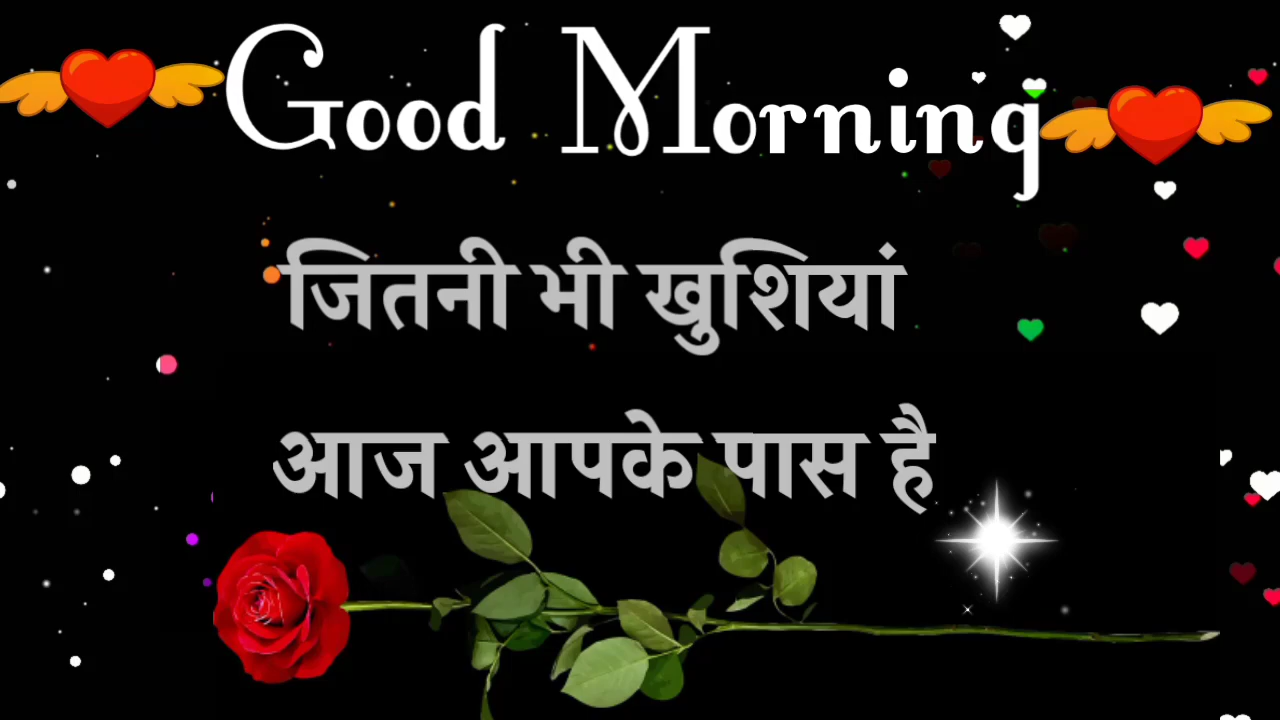 Good Morning
जितनी भी खुशियां
आज आपके पास है